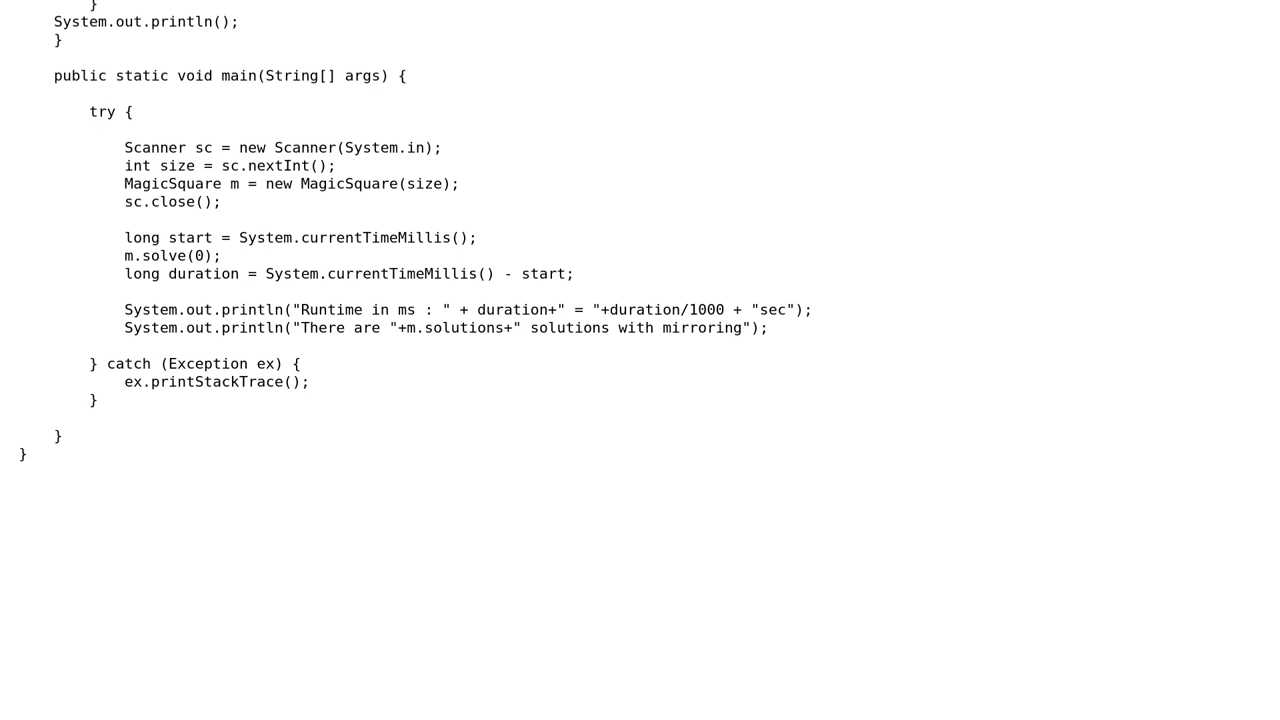 }
    System.out.println();
    }

    public static void main(String[] args) {

        try {

            Scanner sc = new Scanner(System.in);
            int size = sc.nextInt();
            MagicSquare m = new MagicSquare(size);
            sc.close();

            long start = System.currentTimeMillis();
            m.solve(0);
            long duration = System.currentTimeMillis() - start;

            System.out.println("Runtime in ms : " + duration+" = "+duration/1000 + "sec");
            System.out.println("There are "+m.solutions+" solutions with mirroring");

        } catch (Exception ex) {
            ex.printStackTrace();
        }

    }
}